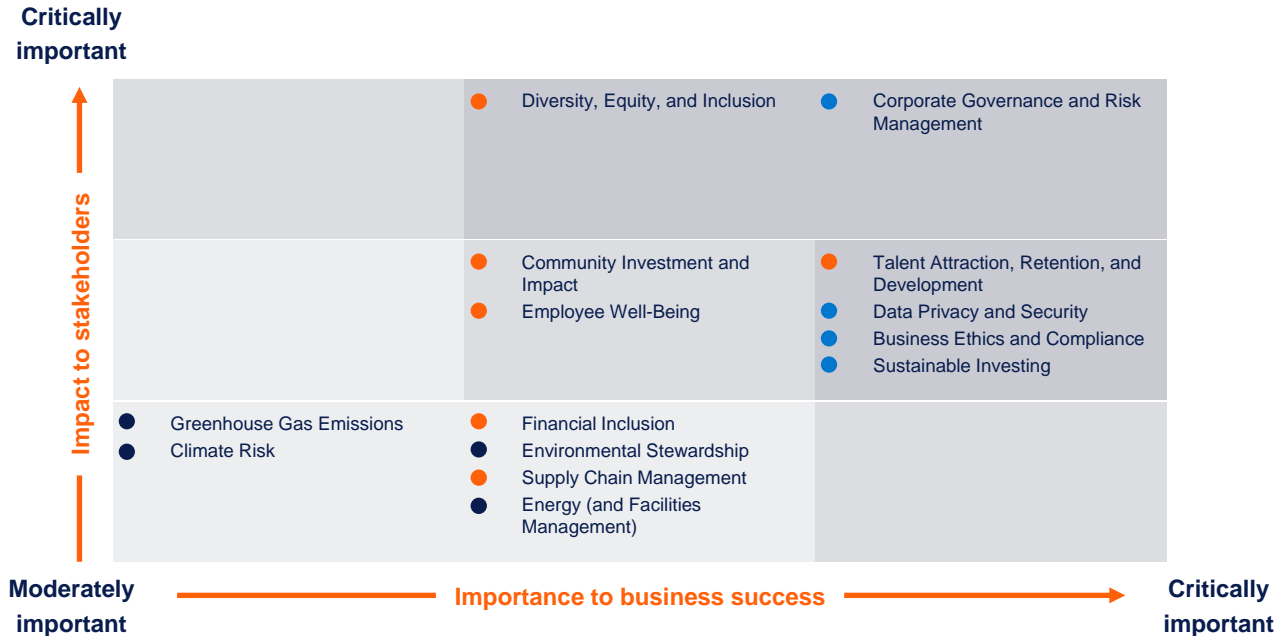 Critically
important
Impact to stakeholders
Diversity, Equity, and Inclusion
Corporate Governance and Risk
Management
Community Investment and
Impact
Employee Well-Being
Talent Attraction, Retention, and
Development
Data Privacy and Security
Business Ethics and Compliance
Sustainable Investing
Greenhouse Gas Emissions
Climate Risk
Financial Inclusion
Environmental Stewardship
Supply Chain Management
Energy (and Facilities
Management)
Moderately
important
Importance to business success
Critically
important